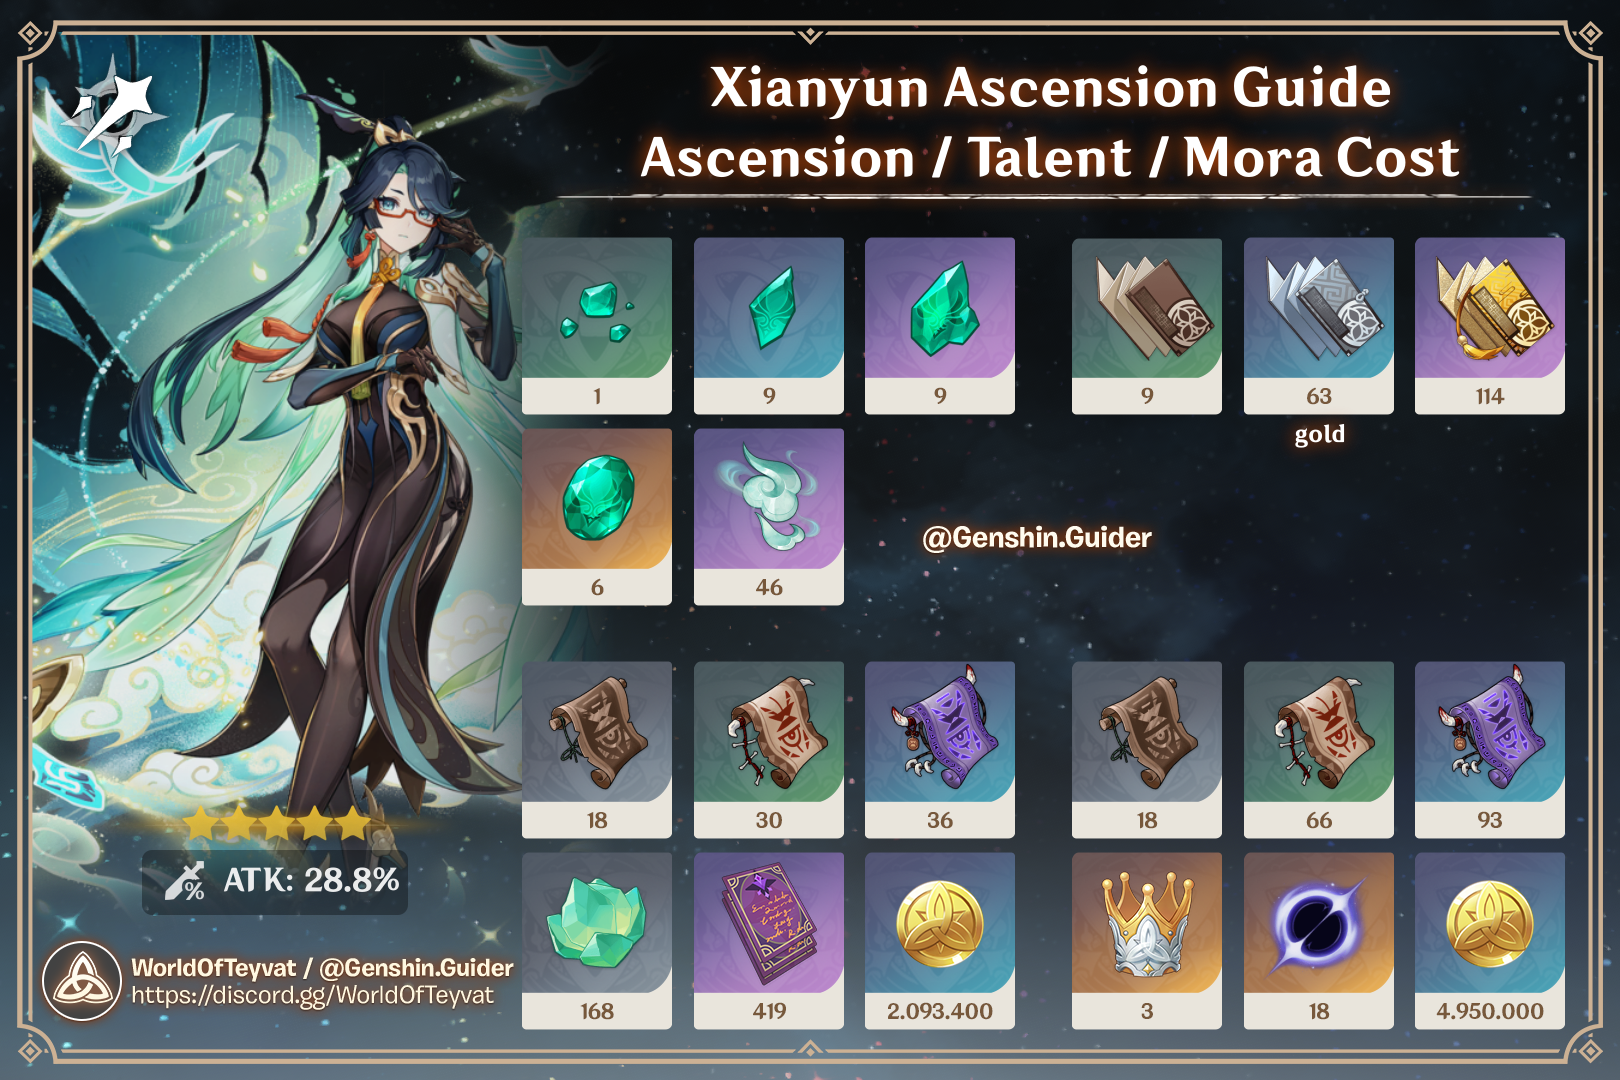 Xianyun Ascension Guide
Ascension / Talent / Mora Cost
1
9
9
9
63
114
gold
6
46
@Genshin.Guider
18
30
36
18
66
93
168
419
2.093.400
3
18
4.950.000
ATK: 28.8%
WorldOfTeyvat / @Genshin.Guider
https://discord.gg/WorldOfTeyvat